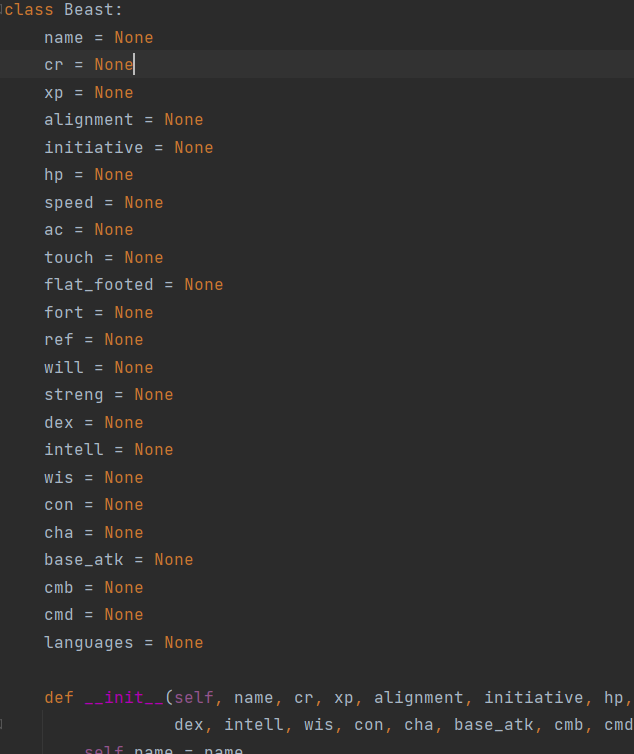 class Beast:
    name = None
    cr = None
    xp = None
    alignment = None
    initiative = None
    hp = None
    speed = None
    ac = None
    touch = None
    flat_footed = None
    fort = None
    ref = None
    will = None
    streng = None
    dex = None
    intell = None
    wis = None
    con = None
    cha = None
    base_atk = None
    cmb = None
    cmd = None
    languages = None
    def __init__(self, name, cr, xp, alignment, initiative, hp,
                 dex, intell, wis, con, cha, base_atk, cmb, cmd
        self.name = name